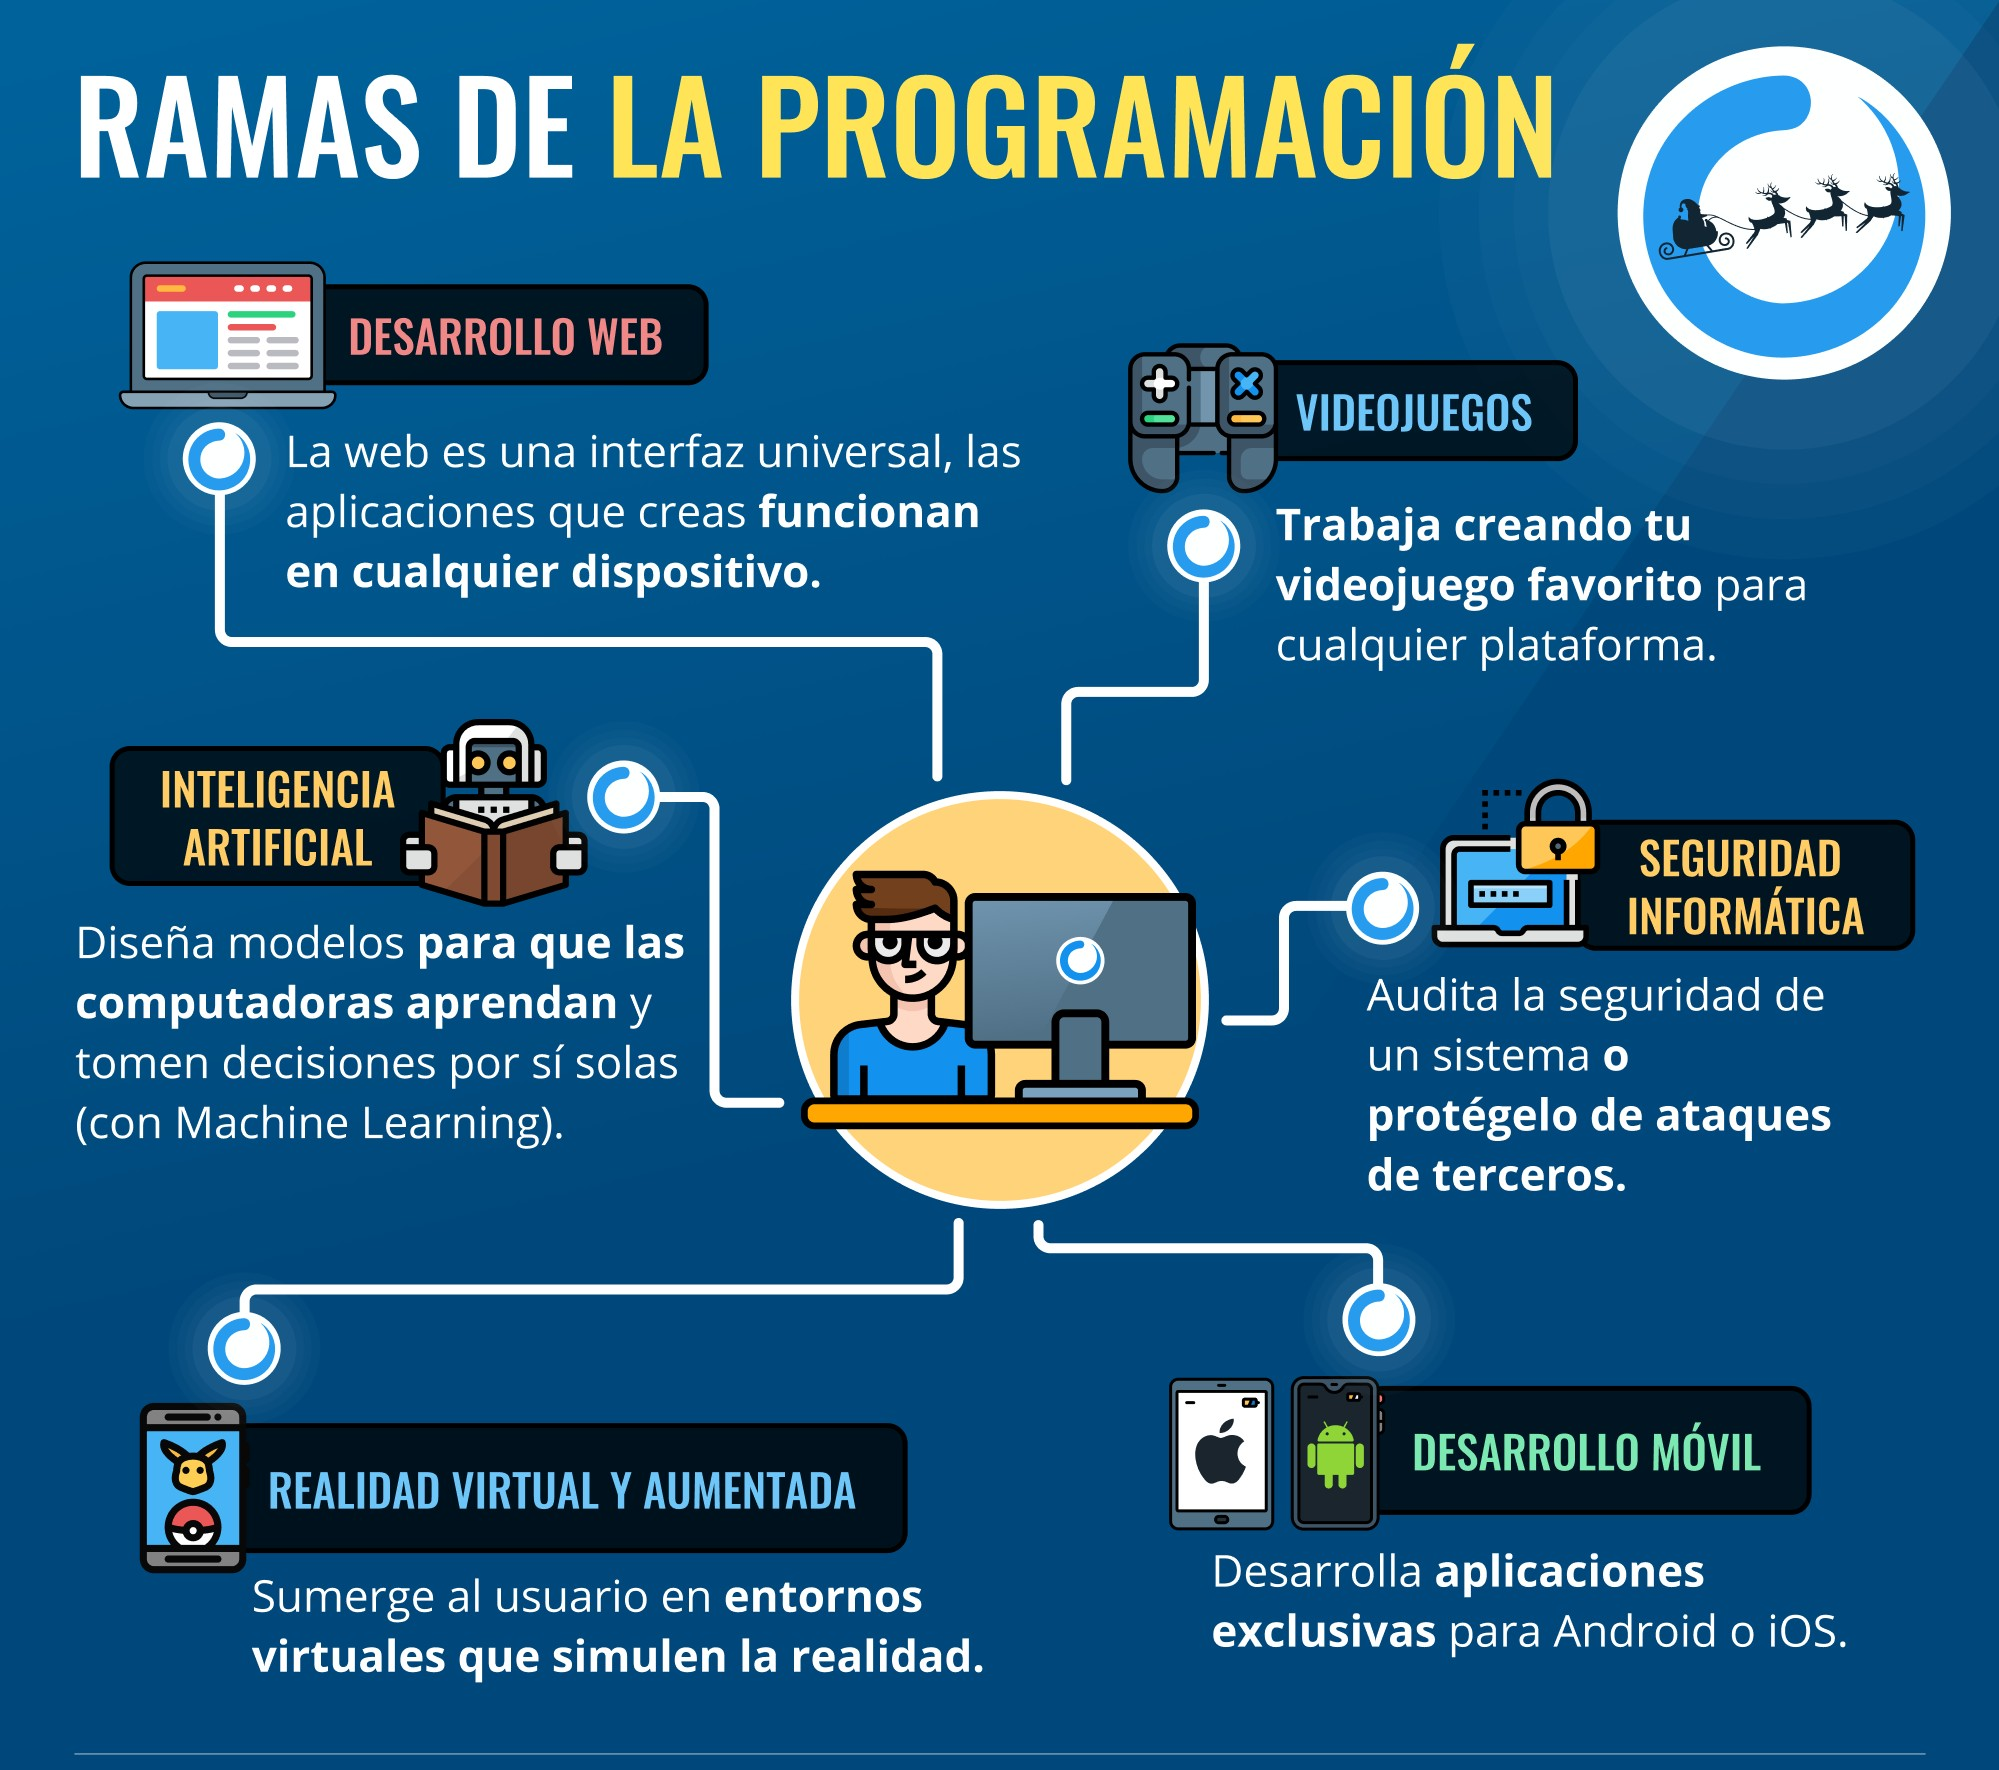 RAMAS DE LA PROGRAMACIÓN
DESARROLLO WEB
La web es una interfaz universal, las
aplicaciones que creas funcionan
en cualquier dispositivo.
VIDEOJUEGOS
Trabaja creando tu
videojuego favorito para
cualquier plataforma.
INTELIGENCIA
ARTIFICIAL
Diseña modelos para que las
computadoras aprendan y
tomen decisiones por sí solas
(con Machine Learning).
SEGURIDAD
INFORMÁTICA
Audita la seguridad de
un sistema o
protégelo de ataques
de terceros.
REALIDAD VIRTUAL Y AUMENTADA
Sumerge al usuario en entornos
virtuales que simulen la realidad.
DESARROLLO MÓVIL
Desarrolla aplicaciones
exclusivas para Android o iOS.